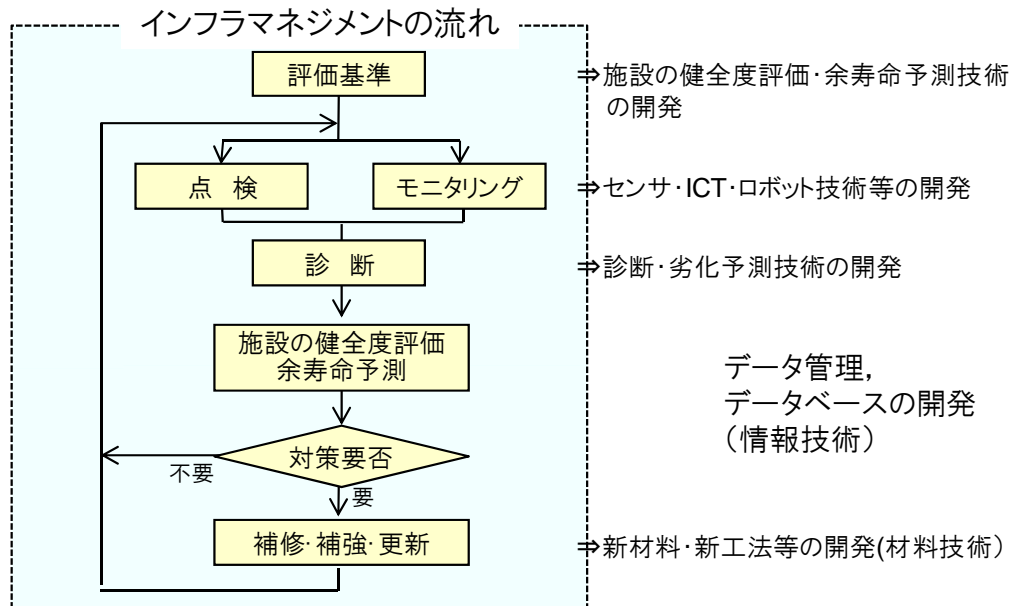 インフラマネジメントの流れ
評価基準
⇒施設の健全度評価･余寿命予測技術
の開発
点　検
モニタリング
⇒センサ･ICT･ロボット技術等の開発
診　断
⇒診断･劣化予測技術の開発
施設の健全度評価
余寿命予測
データ管理,
データベースの開発
（情報技術）
対策要否
不要
要
補修･補強･更新
⇒新材料･新工法等の開発(材料技術）